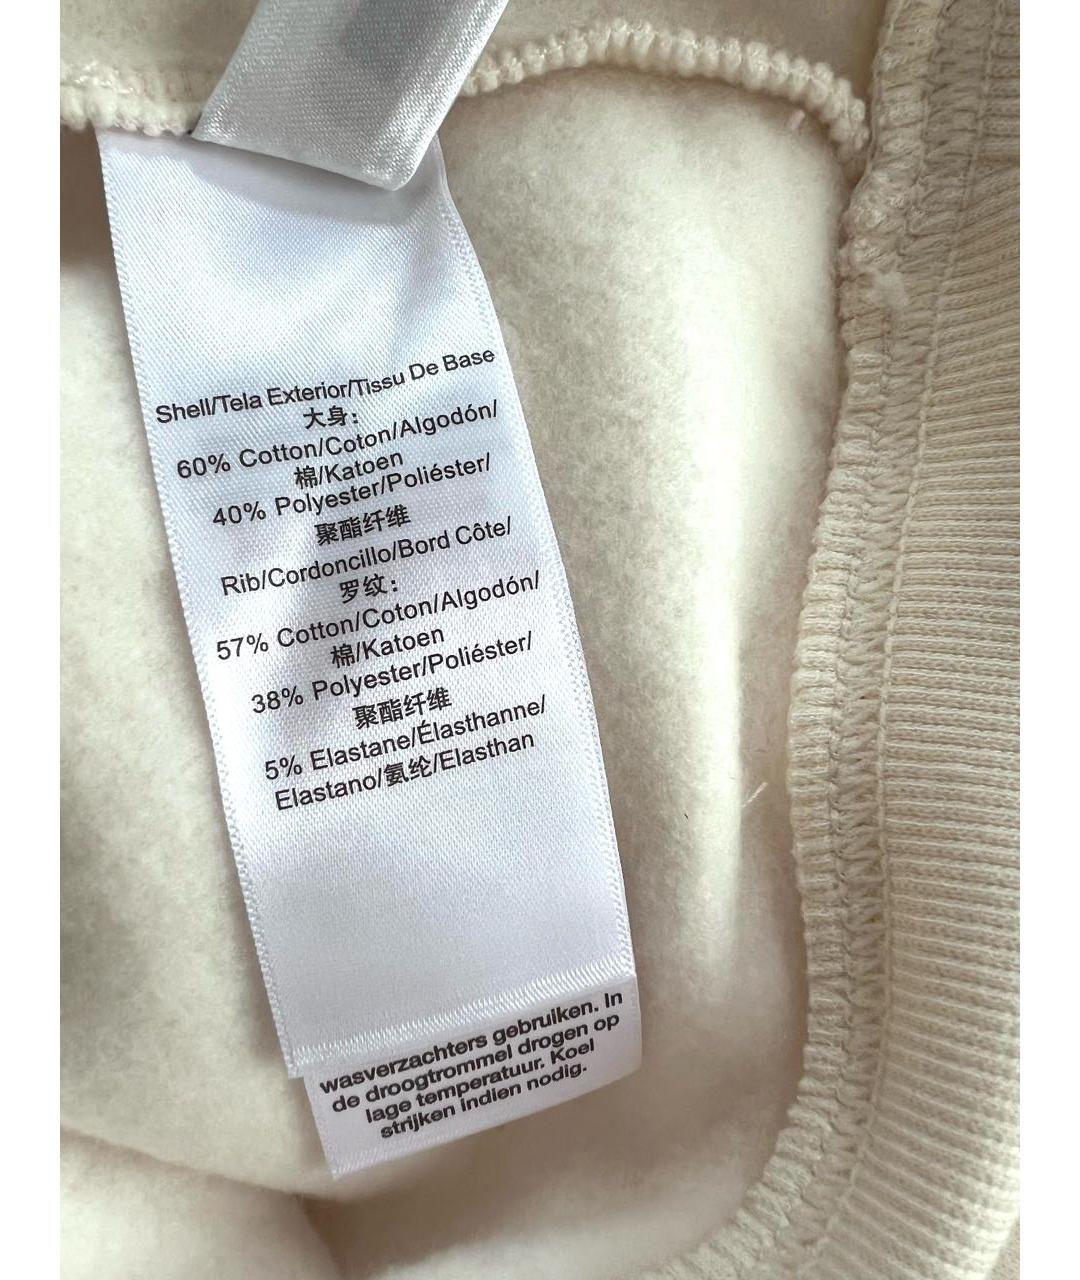 Shell/Tela Exterior/Tissu De Base
大身：
60% Cotton/Coton/Algodón/
棉/Katoen
40% Polyester/Poliéster/
聚酯纤维
Rib/Cordoncillo/Bord Côte/
罗纹：
57% Cotton/Coton/Algodón/
棉/Katoen
38% Polyester/Poliéster/
聚酯纤维
5% Elastane/Élasthanne/
Elastano/氨纶/Elasthan
wasverzachters gebruiken. In
de droogtrommel drogen op
lage temperatuur. Koel
strijken indien nodig.